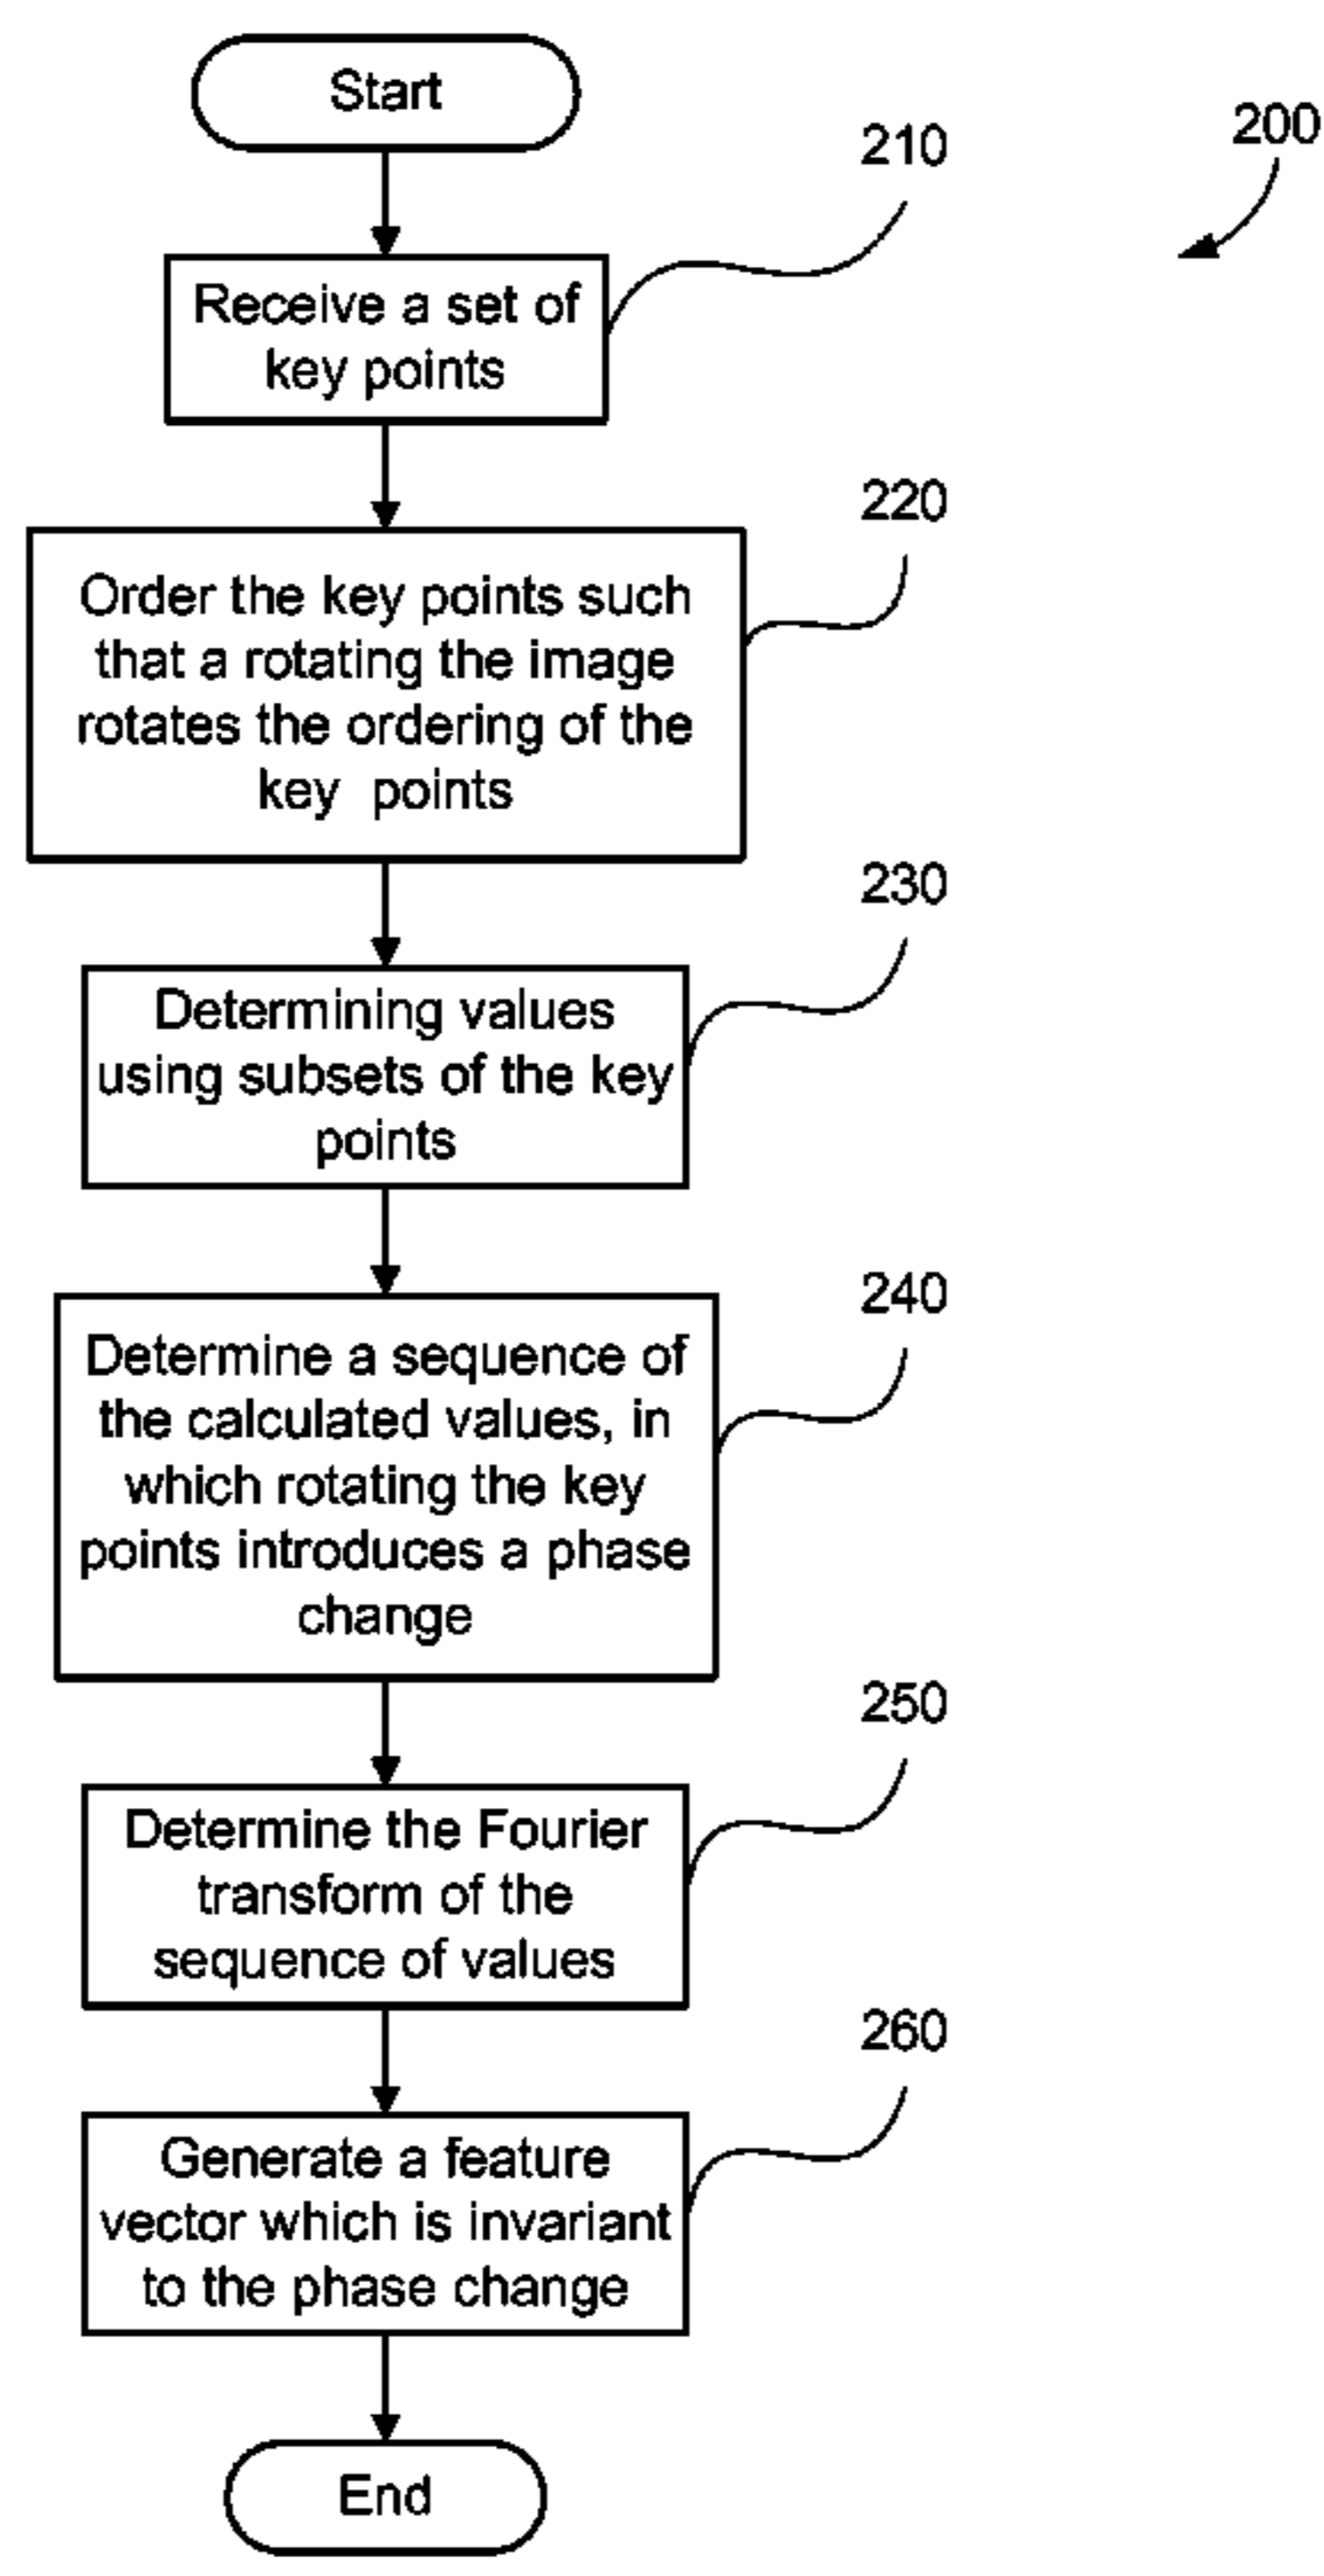 Start
200
210
Receive a set of
key points
220
Order the key points such
that a rotating the image
rotates the ordering of the
key points
230
Determining values
using subsets of the key
points
240
Determine a sequence of
the calculated values, in
which rotating the key
points introduces a phase
change
250
Determine the Fourier
transform of the
sequence of values
260
Generate a feature
vector which is invariant
to the phase change
End